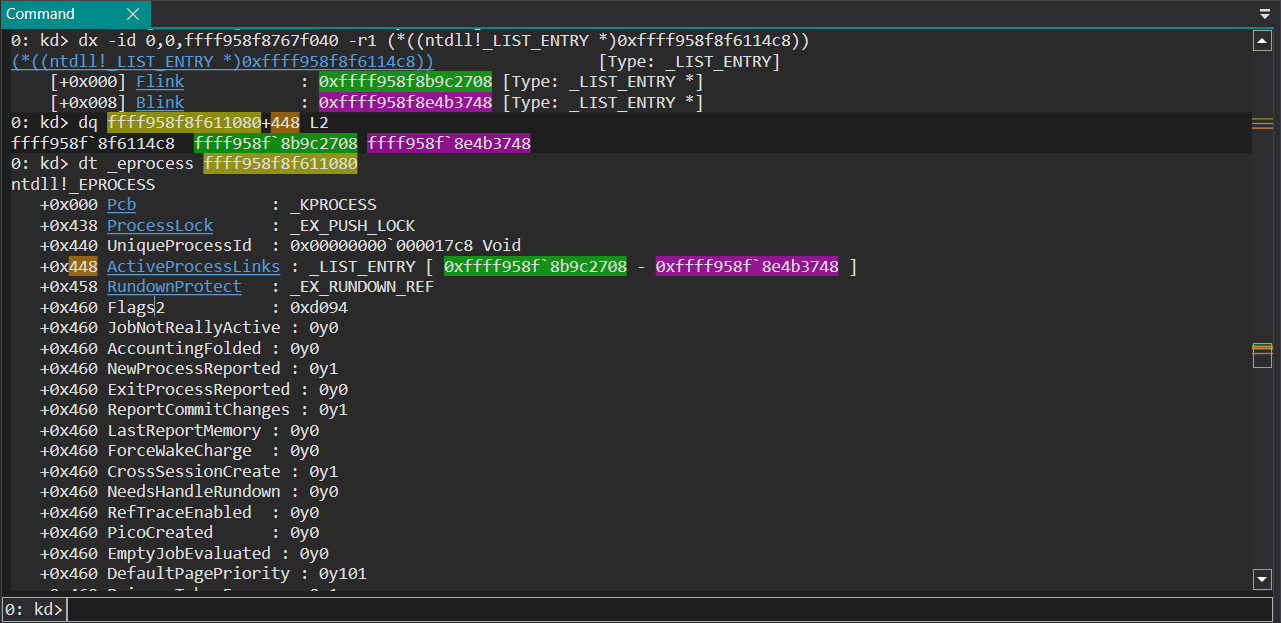 Command
0: kd> dx -id 0,0,ffff958f8767f040 -r1 (*((ntdll!_LIST_ENTRY *)0xffff958f8f6114c8))
(*((ntdll!_LIST_ENTRY *)0xffff958f8f6114c8)) [Type: _LIST_ENTRY]
[+0x000] Flink : 0xffff958f8b9c2708 [Type: _LIST_ENTRY *]
[+0x008] Blink : 0xffff958f8e4b3748 [Type: _LIST_ENTRY *]
0: kd> dq ffff958f8f611080+448 L2
ffff958f`8f6114c8 ffff958f`8b9c2708 ffff958f`8e4b3748
0: kd> dt _eprocess ffff958f8f611080
ntdll!_EPROCESS
+0x000 Pcb : _KPROCESS
+0x438 ProcessLock : _EX_PUSH_LOCK
+0x440 UniqueProcessId : 0x00000000`000017c8 Void
+0x448 ActiveProcessLinks : _LIST_ENTRY [ 0xffff958f`8b9c2708 - 0xffff958f`8e4b3748 ]
+0x458 RundownProtect : _EX_RUNDOWN_REF
+0x460 Flags2 : 0xd094
+0x460 JobNotReallyActive : 0y0
+0x460 AccountingFolded : 0y0
+0x460 NewProcessReported : 0y1
+0x460 ExitProcessReported : 0y0
+0x460 ReportCommitChanges : 0y1
+0x460 LastReportMemory : 0y0
+0x460 ForceWakeCharge : 0y0
+0x460 CrossSessionCreate : 0y1
+0x460 NeedsHandleRundown : 0y0
+0x460 RefTraceEnabled : 0y0
+0x460 PicoCreated : 0y0
+0x460 EmptyJobEvaluated : 0y0
+0x460 DefaultPagePriority : 0y101
0: kd>